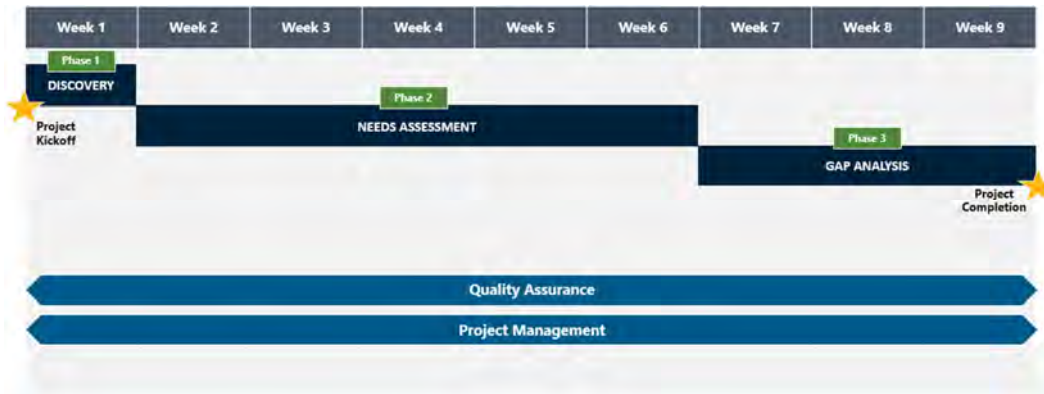 Week 1 Week 2 Week 3 Week 4 Week 5 Week 6 Week 7 Week 8 Week 9
Phase 1
DISCOVERY
Project
Kickoff
Phase 2
NEEDS ASSESSMENT
Phase 3
GAP ANALYSIS
Project
Completion
Quality Assurance
Project Management